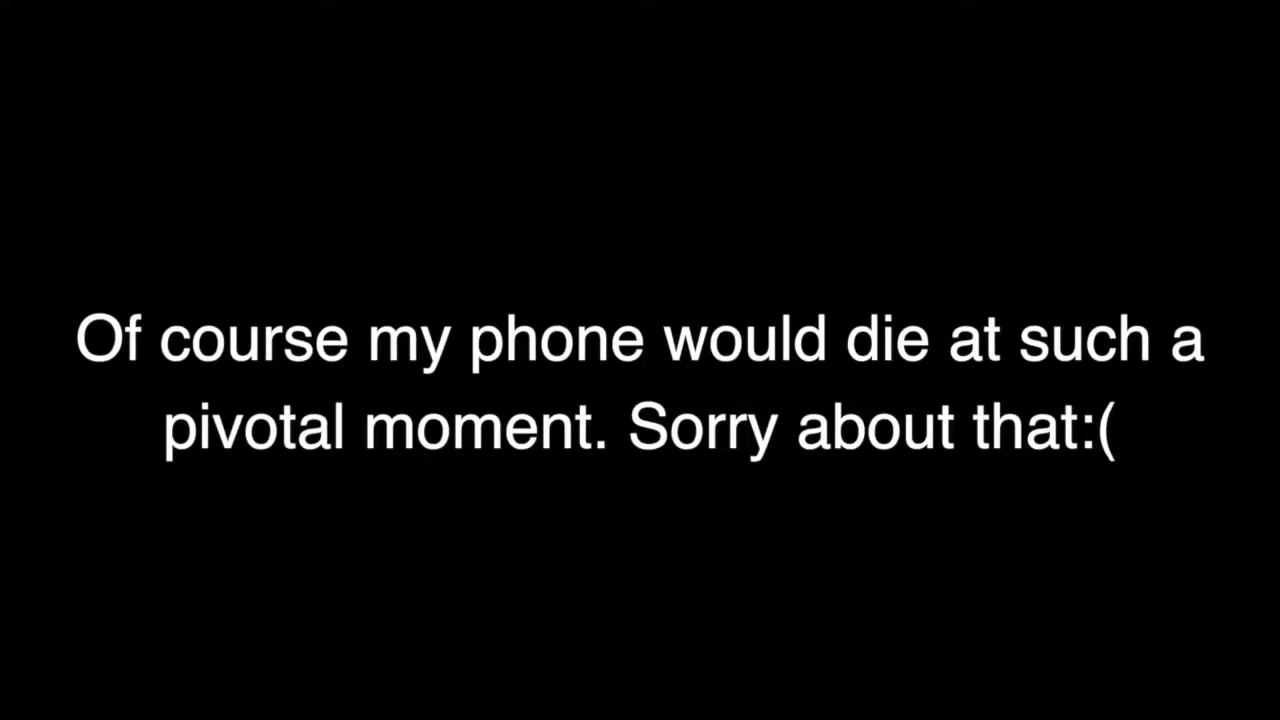 Of course my phone would die at such a
pivotal moment. Sorry about that:(